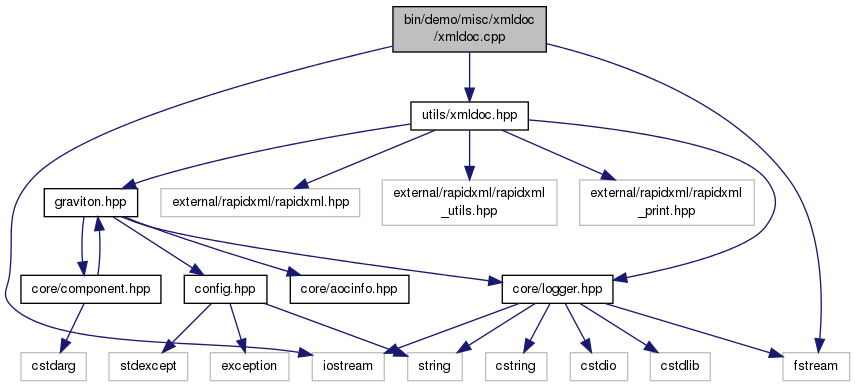 bin/demo/misc/xmldoc
/xmldoc.cpp
utils/xmldoc.hpp
graviton.hpp
external/rapidxml/rapidxml.hpp
external/rapidxml/rapidxml
_utils.hpp
external/rapidxml/rapidxml
_print.hpp
core/component.hpp
config.hpp
core/aocinfo.hpp
core/logger.hpp
cstdarg
stdexcept
exception
iostream
string
cstring
cstdio
cstdlib
fstream